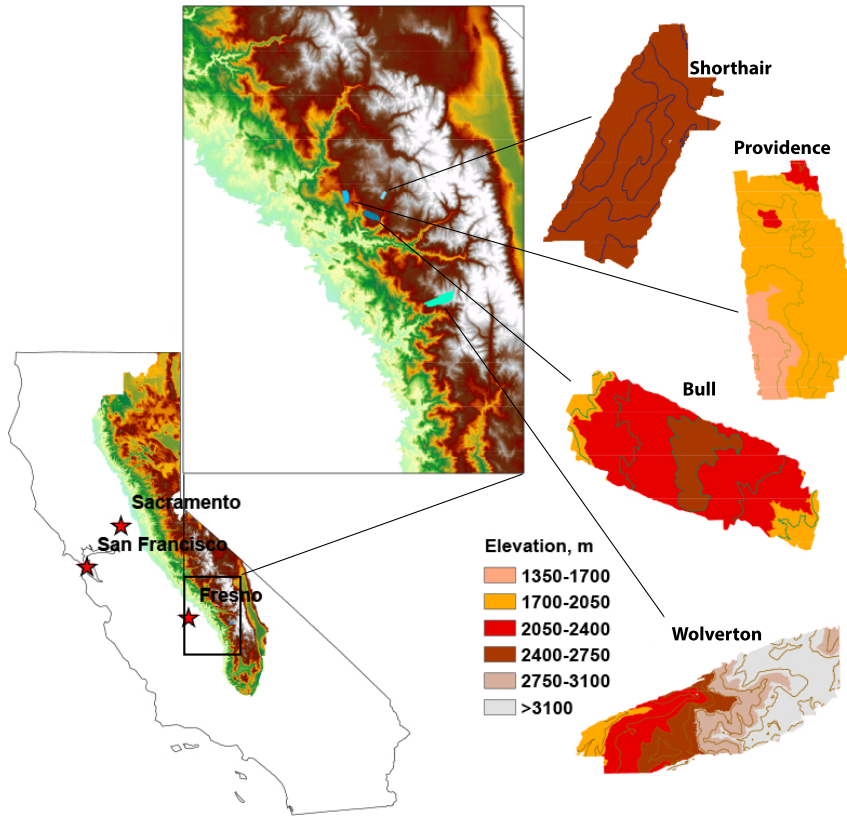 Shorthair
Providence
Bull
Sacramento
San Francisco
Fresno
Elevation, m
1350-1700
1700-2050
2050-2400
2400-2750
2750-3100
>3100
Wolverton